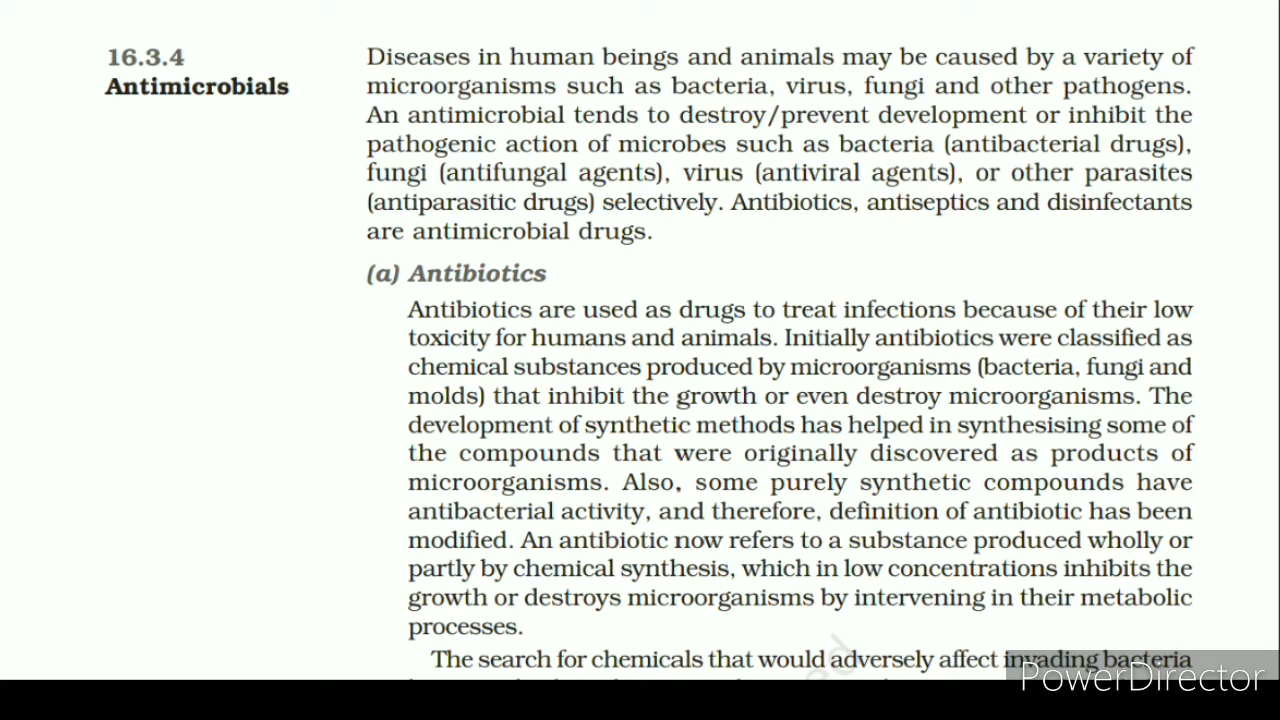 16.3.4
Antimicrobials
Diseases in human beings and animals may be caused by a variety of
microorganisms such as bacteria, virus, fungi and other pathogens.
An antimicrobial tends to destroy/prevent development or inhibit the
pathogenic action of microbes such as bacteria (antibacterial drugs),
fungi (antifungal agents), virus (antiviral agents), or other parasites
(antiparasitic drugs) selectively. Antibiotics, antiseptics and disinfectants
are antimicrobial drugs.
(a) Antibiotics
Antibiotics are used as drugs to treat infections because of their low
toxicity for humans and animals. Initially antibiotics were classified as
chemical substances produced by microorganisms (bacteria, fungi and
molds) that inhibit the growth or even destroy microorganisms. The
development of synthetic methods has helped in synthesising some of
the compounds that were originally discovered as products of
microorganisms. Also, some purely synthetic compounds have
antibacterial activity, and therefore, definition of antibiotic has been
modified. An antibiotic now refers to a substance produced wholly or
partly by chemical synthesis, which in low concentrations inhibits the
growth or destroys microorganisms by intervening in their metabolic
processes.
The search for chemicals that would adversely affect invading bacteria
PowerDirector